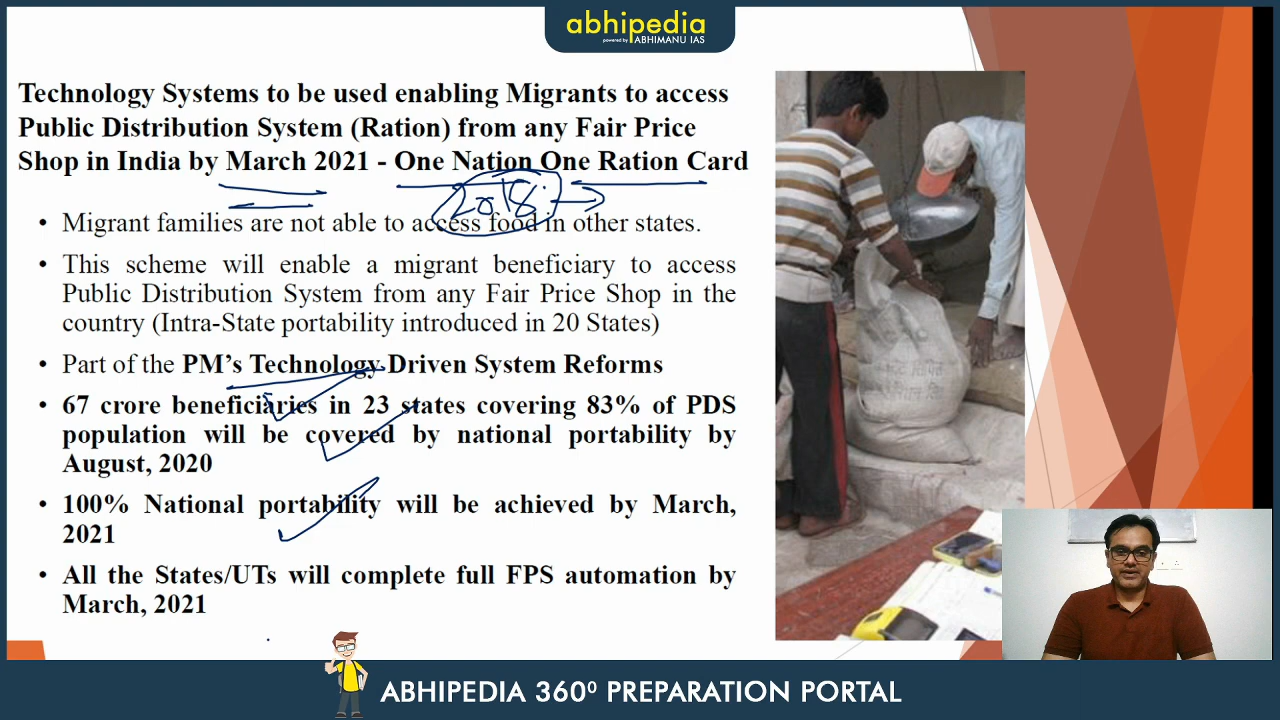 abhipedia
powered by ABHIMANU IAS
Technology Systems to be used enabling Migrants to access
Public Distribution System (Ration) from any Fair Price
Shop in India by March 2021 - One Nation One Ration Card
2018
• Migrant families are not able to access food in other states.
• This scheme will enable a migrant beneficiary to access
Public Distribution System from any Fair Price Shop in the
country (Intra-State portability introduced in 20 States)
• Part of the PM's Technology Driven System Reforms
• 67 crore beneficiaries in 23 states covering 83% of PDS
population will be covered by national portability by
August, 2020
• 100% National portability will be achieved by March,
2021
• All the States/UTs will complete full FPS automation by
March, 2021
ABHIPEDIA 360⁰ PREPARATION PORTAL